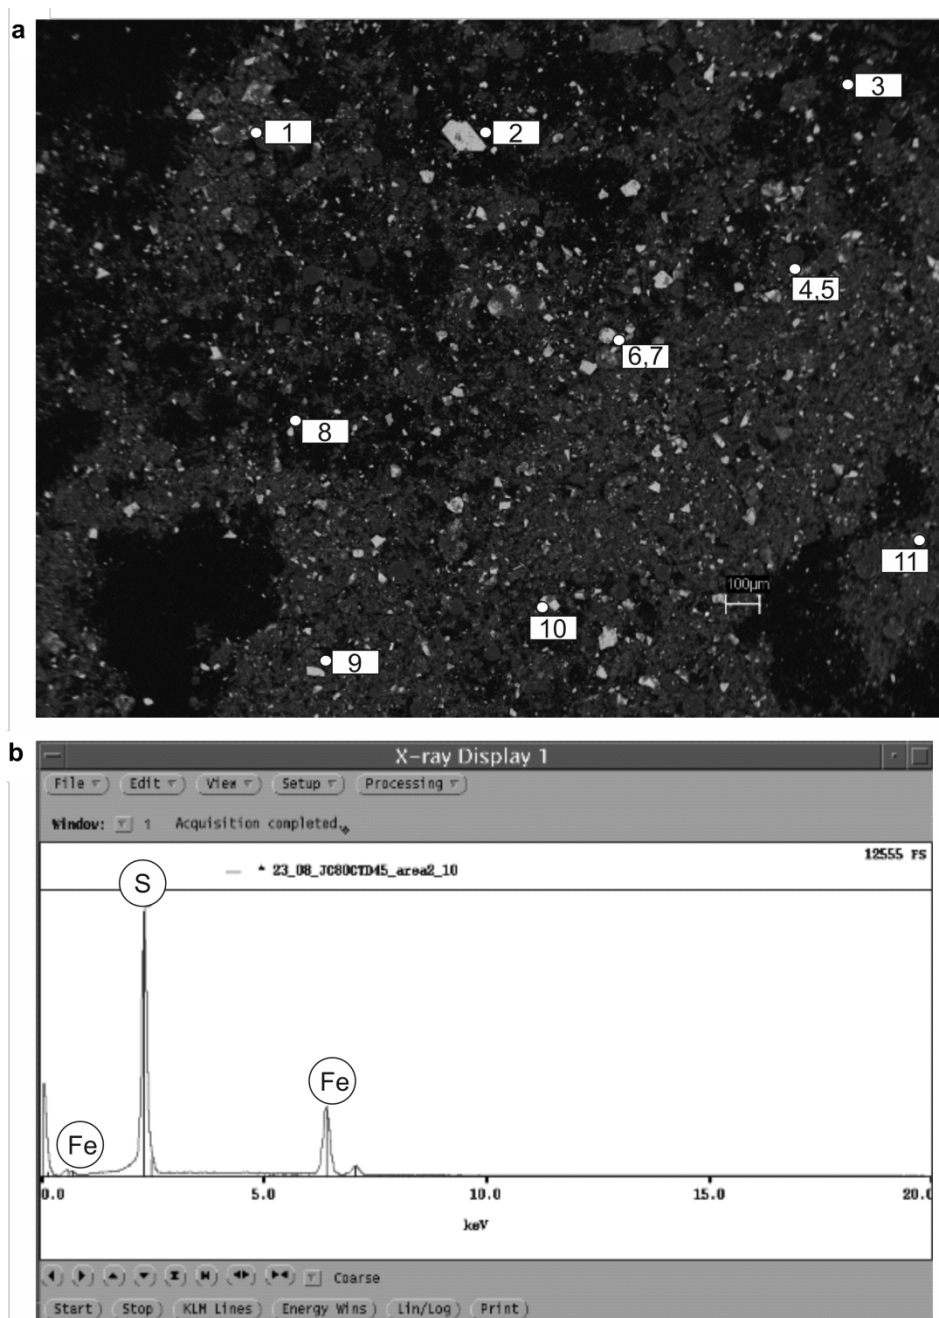 a
3
1
2
4,5
6,7
8
11
100μm
10
9
b
X-ray Display 1
File Edit View Setup Processing
Window: 1 Acquisition completed.
12555 FS
* 23_08_JC80CTD45_area2_10
S
Fe
Fe
0.0 5.0 10.0 15.0 20.0
keV
Coarse
Start Stop KLM Lines Energy Wins Lin/Log Print